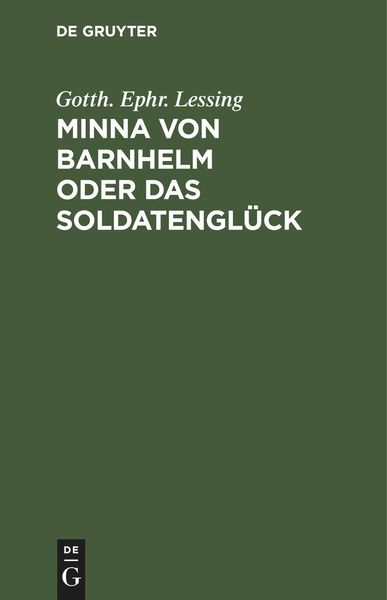 DE GRUYTER
Gotth. Ephr. Lessing
MINNA VON
BARNHELM
ODER DAS
SOLDATENGLÜCK
DE
G